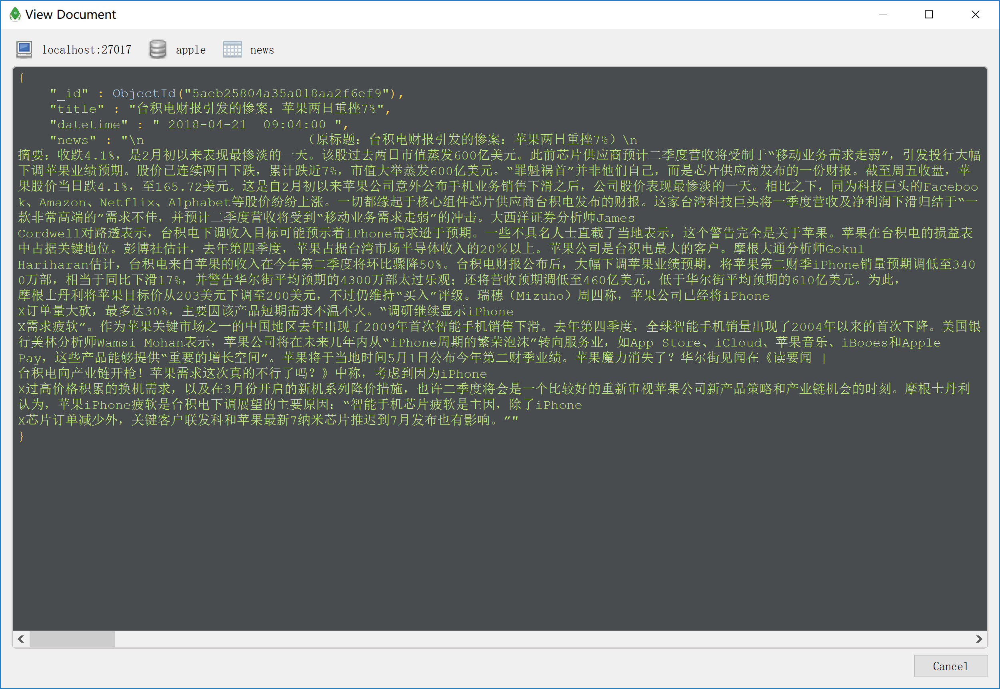 View Document
localhost:27017 apple news
{
"_id" : ObjectId("5aeb25804a35a018aa2f6ef9"),
"title" : "台积电财报引发的惨案：苹果两日重挫7%",
"datetime" : " 2018-04-21  09:04:00 ",
"news" : "\n （原标题：台积电财报引发的惨案：苹果两日重挫7%）\n
摘要：收跌4.1%，是2月初以来表现最惨淡的一天。该股过去两日市值蒸发600亿美元。此前芯片供应商预计二季度营收将受制于“移动业务需求走弱”，引发投行大幅
下调苹果业绩预期。股价已连续两日下跌，累计跌近7%，市值大举蒸发600亿美元。“罪魁祸首”并非他们自己，而是芯片供应商发布的一份财报。截至周五收盘，苹
果股价当日跌4.1%，至165.72美元。这是自2月初以来苹果公司意外公布手机业务销售下滑之后，公司股价表现最惨淡的一天。相比之下，同为科技巨头的Faceboo
k、Amazon、Netflix、Alphabet等股价纷纷上涨。一切都缘起于核心组件芯片供应商台积电发布的财报。这家台湾科技巨头将一季度营收及净利润下滑归结于“一
款非常高端的”需求不佳，并预计二季度营收将受到“移动业务需求走弱”的冲击。大西洋证券分析师James
Cordwell对路透表示，台积电下调收入目标可能预示着iPhone需求逊于预期。一些不具名人士直截了当地表示，这个警告完全是关于苹果。苹果在台积电的损益表
中占据关键地位。彭博社估计，去年第四季度，苹果占据台湾市场半导体收入的20％以上。苹果公司是台积电最大的客户。摩根大通分析师Gokul
Hariharan估计，台积电来自苹果的收入在今年第二季度将环比骤降50%。台积电财报公布后，大幅下调苹果业绩预期，将苹果第二财季iPhone销量预期调低至340
0万部，相当于同比下滑17%，并警告华尔街平均预期的4300万部太过乐观；还将营收预期调低至460亿美元，低于华尔街平均预期的610亿美元。为此，
摩根士丹利将苹果目标价从203美元下调至200美元，不过仍维持“买入”评级。瑞穗（Mizuho）周四称，苹果公司已经将iPhone
X订单量大砍，最多达30%，主要因该产品短期需求不温不火。“调研继续显示iPhone
X需求疲软”。作为苹果关键市场之一的中国地区去年出现了2009年首次智能手机销售下滑。去年第四季度，全球智能手机销量出现了2004年以来的首次下降。美国银
行美林分析师Wamsi Mohan表示，苹果公司将在未来几年内从“iPhone周期的繁荣泡沫”转向服务业，如App Store、iCloud、苹果音乐、iBooes和Apple
Pay，这些产品能够提供“重要的增长空间”。苹果将于当地时间5月1日公布今年第二财季业绩。苹果魔力消失了？华尔街见闻在《读要闻 |
台积电向产业链开枪！苹果需求这次真的不行了吗？》中称，考虑到因为iPhone
X过高价格积累的换机需求，以及在3月份开启的新机系列降价措施，也许二季度将会是一个比较好的重新审视苹果公司新产品策略和产业链机会的时刻。摩根士丹利
认为，苹果iPhone疲软是台积电下调展望的主要原因：“智能手机芯片疲软是主因，除了iPhone
X芯片订单减少外，关键客户联发科和苹果最新7纳米芯片推迟到7月发布也有影响。”"
}
Cancel